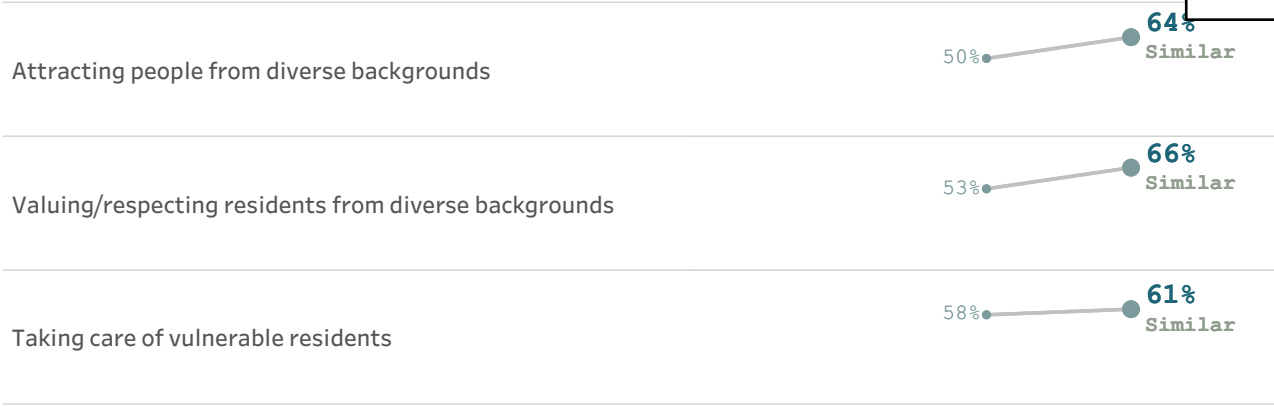 64%
50%
Similar
Attracting people from diverse backgrounds
66%
53%
Similar
Valuing/respecting residents from diverse backgrounds
61%
58%
Similar
Taking care of vulnerable residents